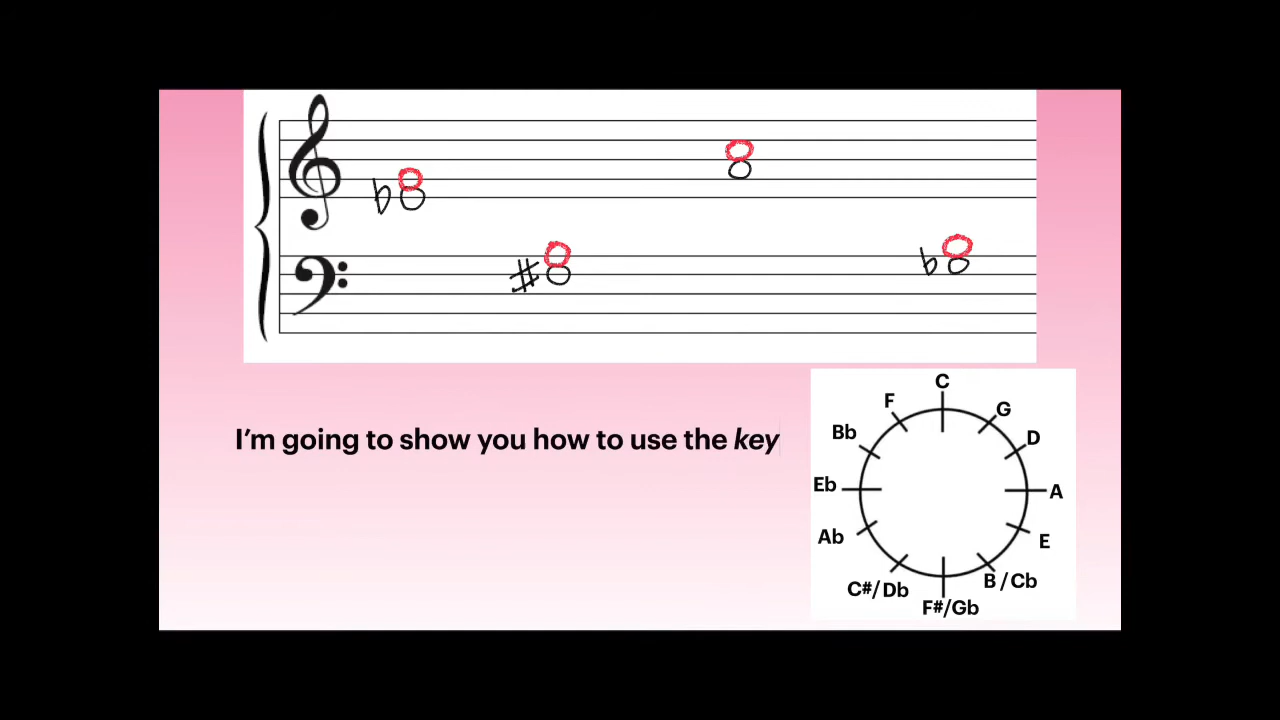 I'm going to show you how to use the key
C
F
G
Bb
D
Eb
A
Ab
E
C#/Db
B/Cb
F#/Gb